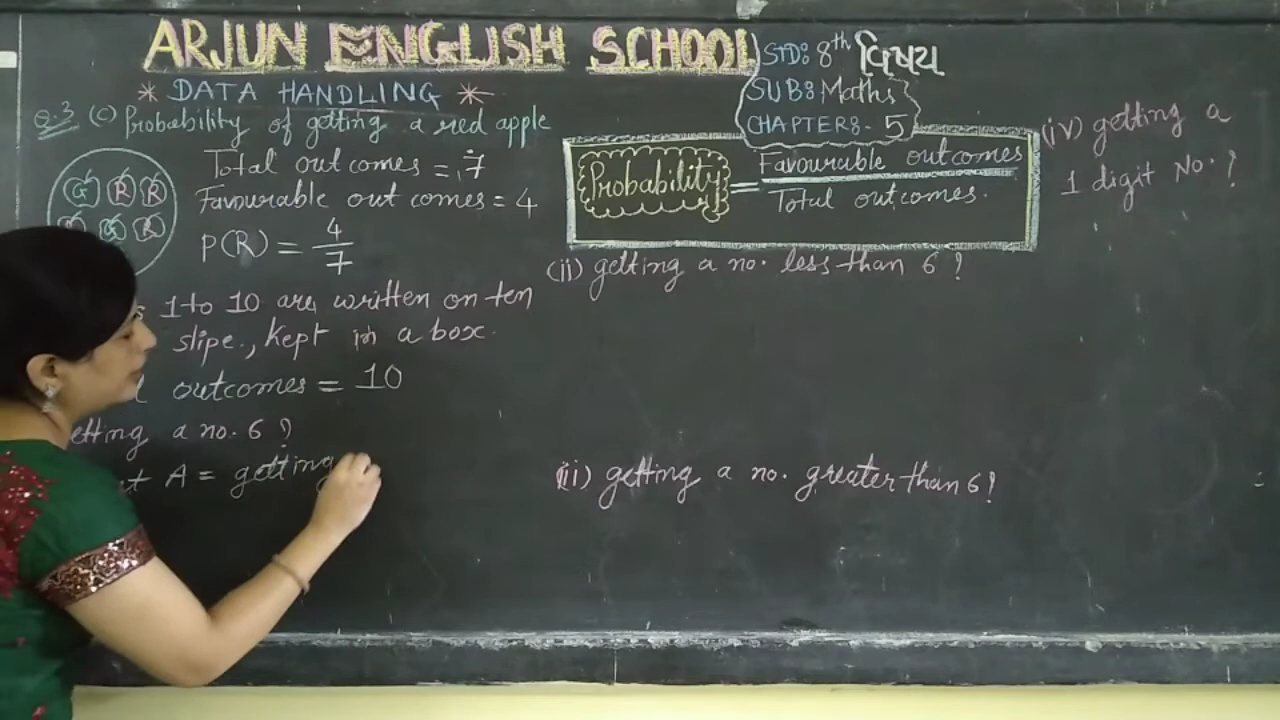 ARJUN ENGLISH SCHOOL
STD: 8th વિષય
SUB: Maths
CHAPTER: - 5
* DATA HANDLING *
Q.3 (C) Probability of getting a red apple
G R R
Total outcomes = 7
Favourable out comes = 4
P(R) = 4/7
1 to 10 are written on ten
slipe., kept in a box.
outcomes = 10
etting a no. 6 ?
A = getting
Probability = Favourable outcomes
Total outcomes.
(ii) getting a no. less than 6 ?
(iii) getting a no. greater than 6 ?
(iv) getting a
1 digit No. ?